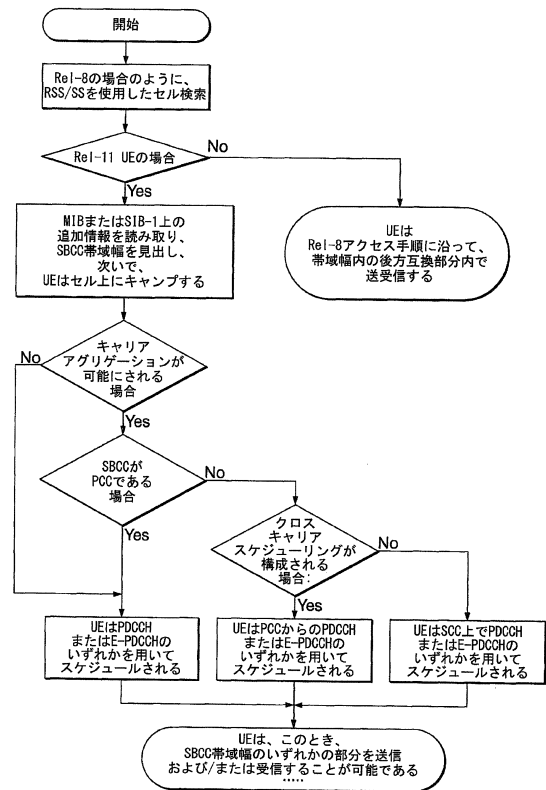 開始
Rel-8の場合のように、
RSS/SSを使用したセル検索
Rel-11 UEの場合
No
Yes
MIBまたはSIB-1上の
追加情報を読み取り、
SBCC帯域幅を見出し、
次いで、
UEはセル上にキャンプする
UEは
Rel-8アクセス手順に沿って、
帯域幅内の後方互換部分内で
送受信する
キャリア
アグリゲーションが
可能にされる
場合
No
Yes
SBCCが
PCCである
場合
No
Yes
クロス
キャリア
スケジューリングが
構成される
場合:
No
Yes
UEはPDCCH
またはE-PDCCHの
いずれかを用いて
スケジュールされる
UEはPCCからのPDCCH
またはE-PDCCHの
いずれかを用いて
スケジュールされる
UEはSCC上でPDCCH
またはE-PDCCHの
いずれかを用いて
スケジュールされる
UEは、このとき、
SBCC帯域幅のいずれかの部分を送信
および/または受信することが可能である
.....